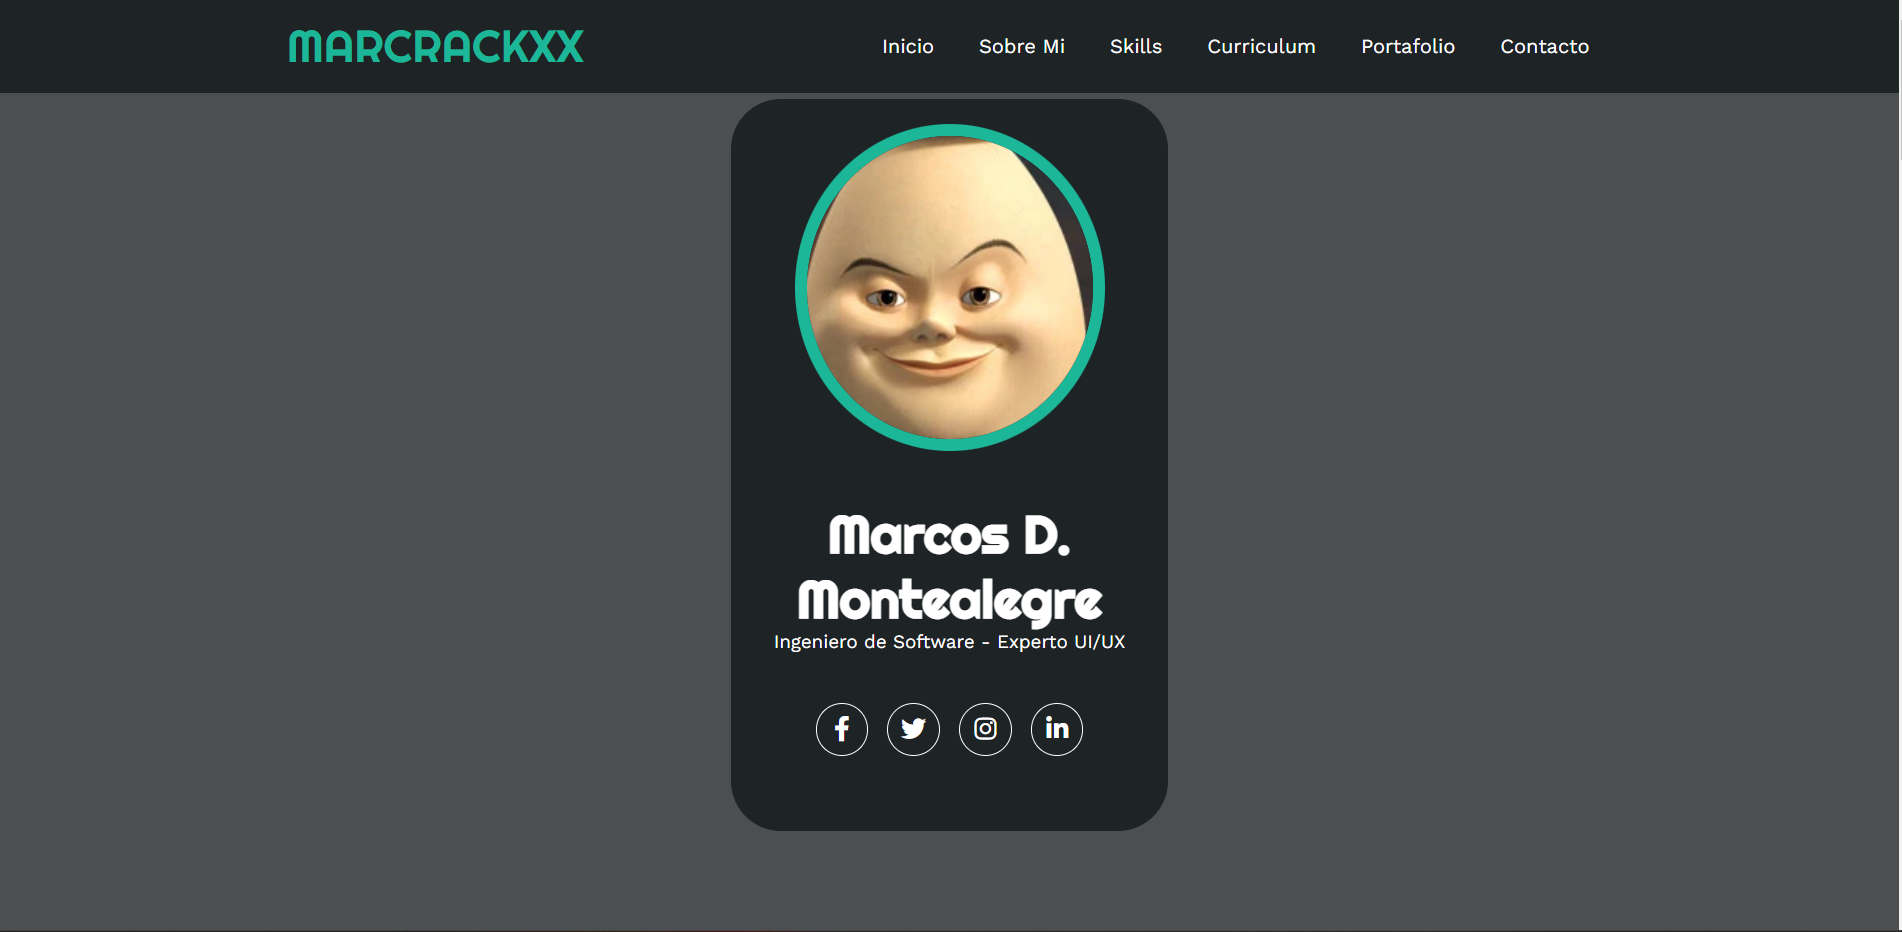 MARCRACKXX
Inicio Sobre Mi Skills Curriculum Portafolio Contacto
Marcos D.
Montealegre
Ingeniero de Software - Experto UI/UX